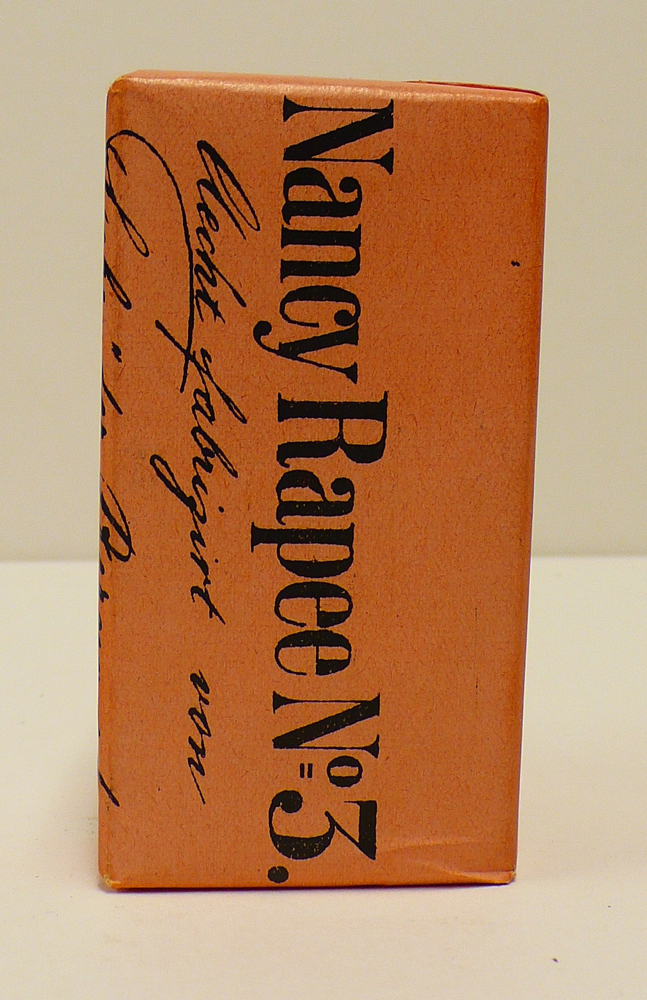 Nancy Rapee Nº 3.
Aecht fabrizirt von